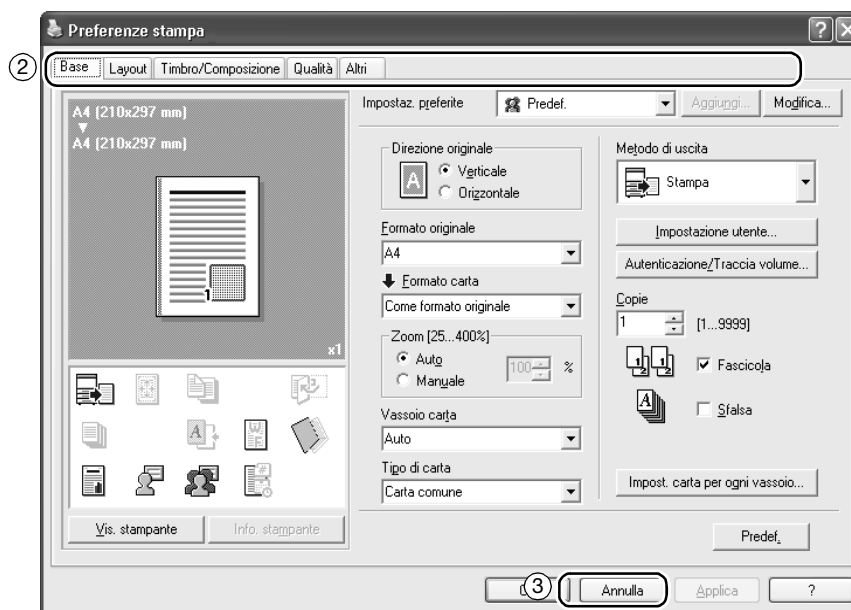 Preferenze stampa
②
Base Layout Timbro/Composizione Qualità Altri
A4 (210x297 mm)
A4 (210x297 mm)
1
x1
Vis. stampante
Info. stampante
Impostaz. preferite
Predef.
Aggiungi...
Modifica...
Direzione originale
A
Verticale
Orizzontale
Formato originale
A4
Formato carta
Come formato originale
Zoom [25...400%]
Auto
Manuale
100 %
Vassoio carta
Auto
Tipo di carta
Carta comune
Metodo di uscita
Stampa
Impostazione utente...
Autenticazione/Traccia volume...
Copie
1 [1...9999]
Fascicola
Sfalsa
Impost. carta per ogni vassoio...
Predef.
③
Annulla
Applica
?